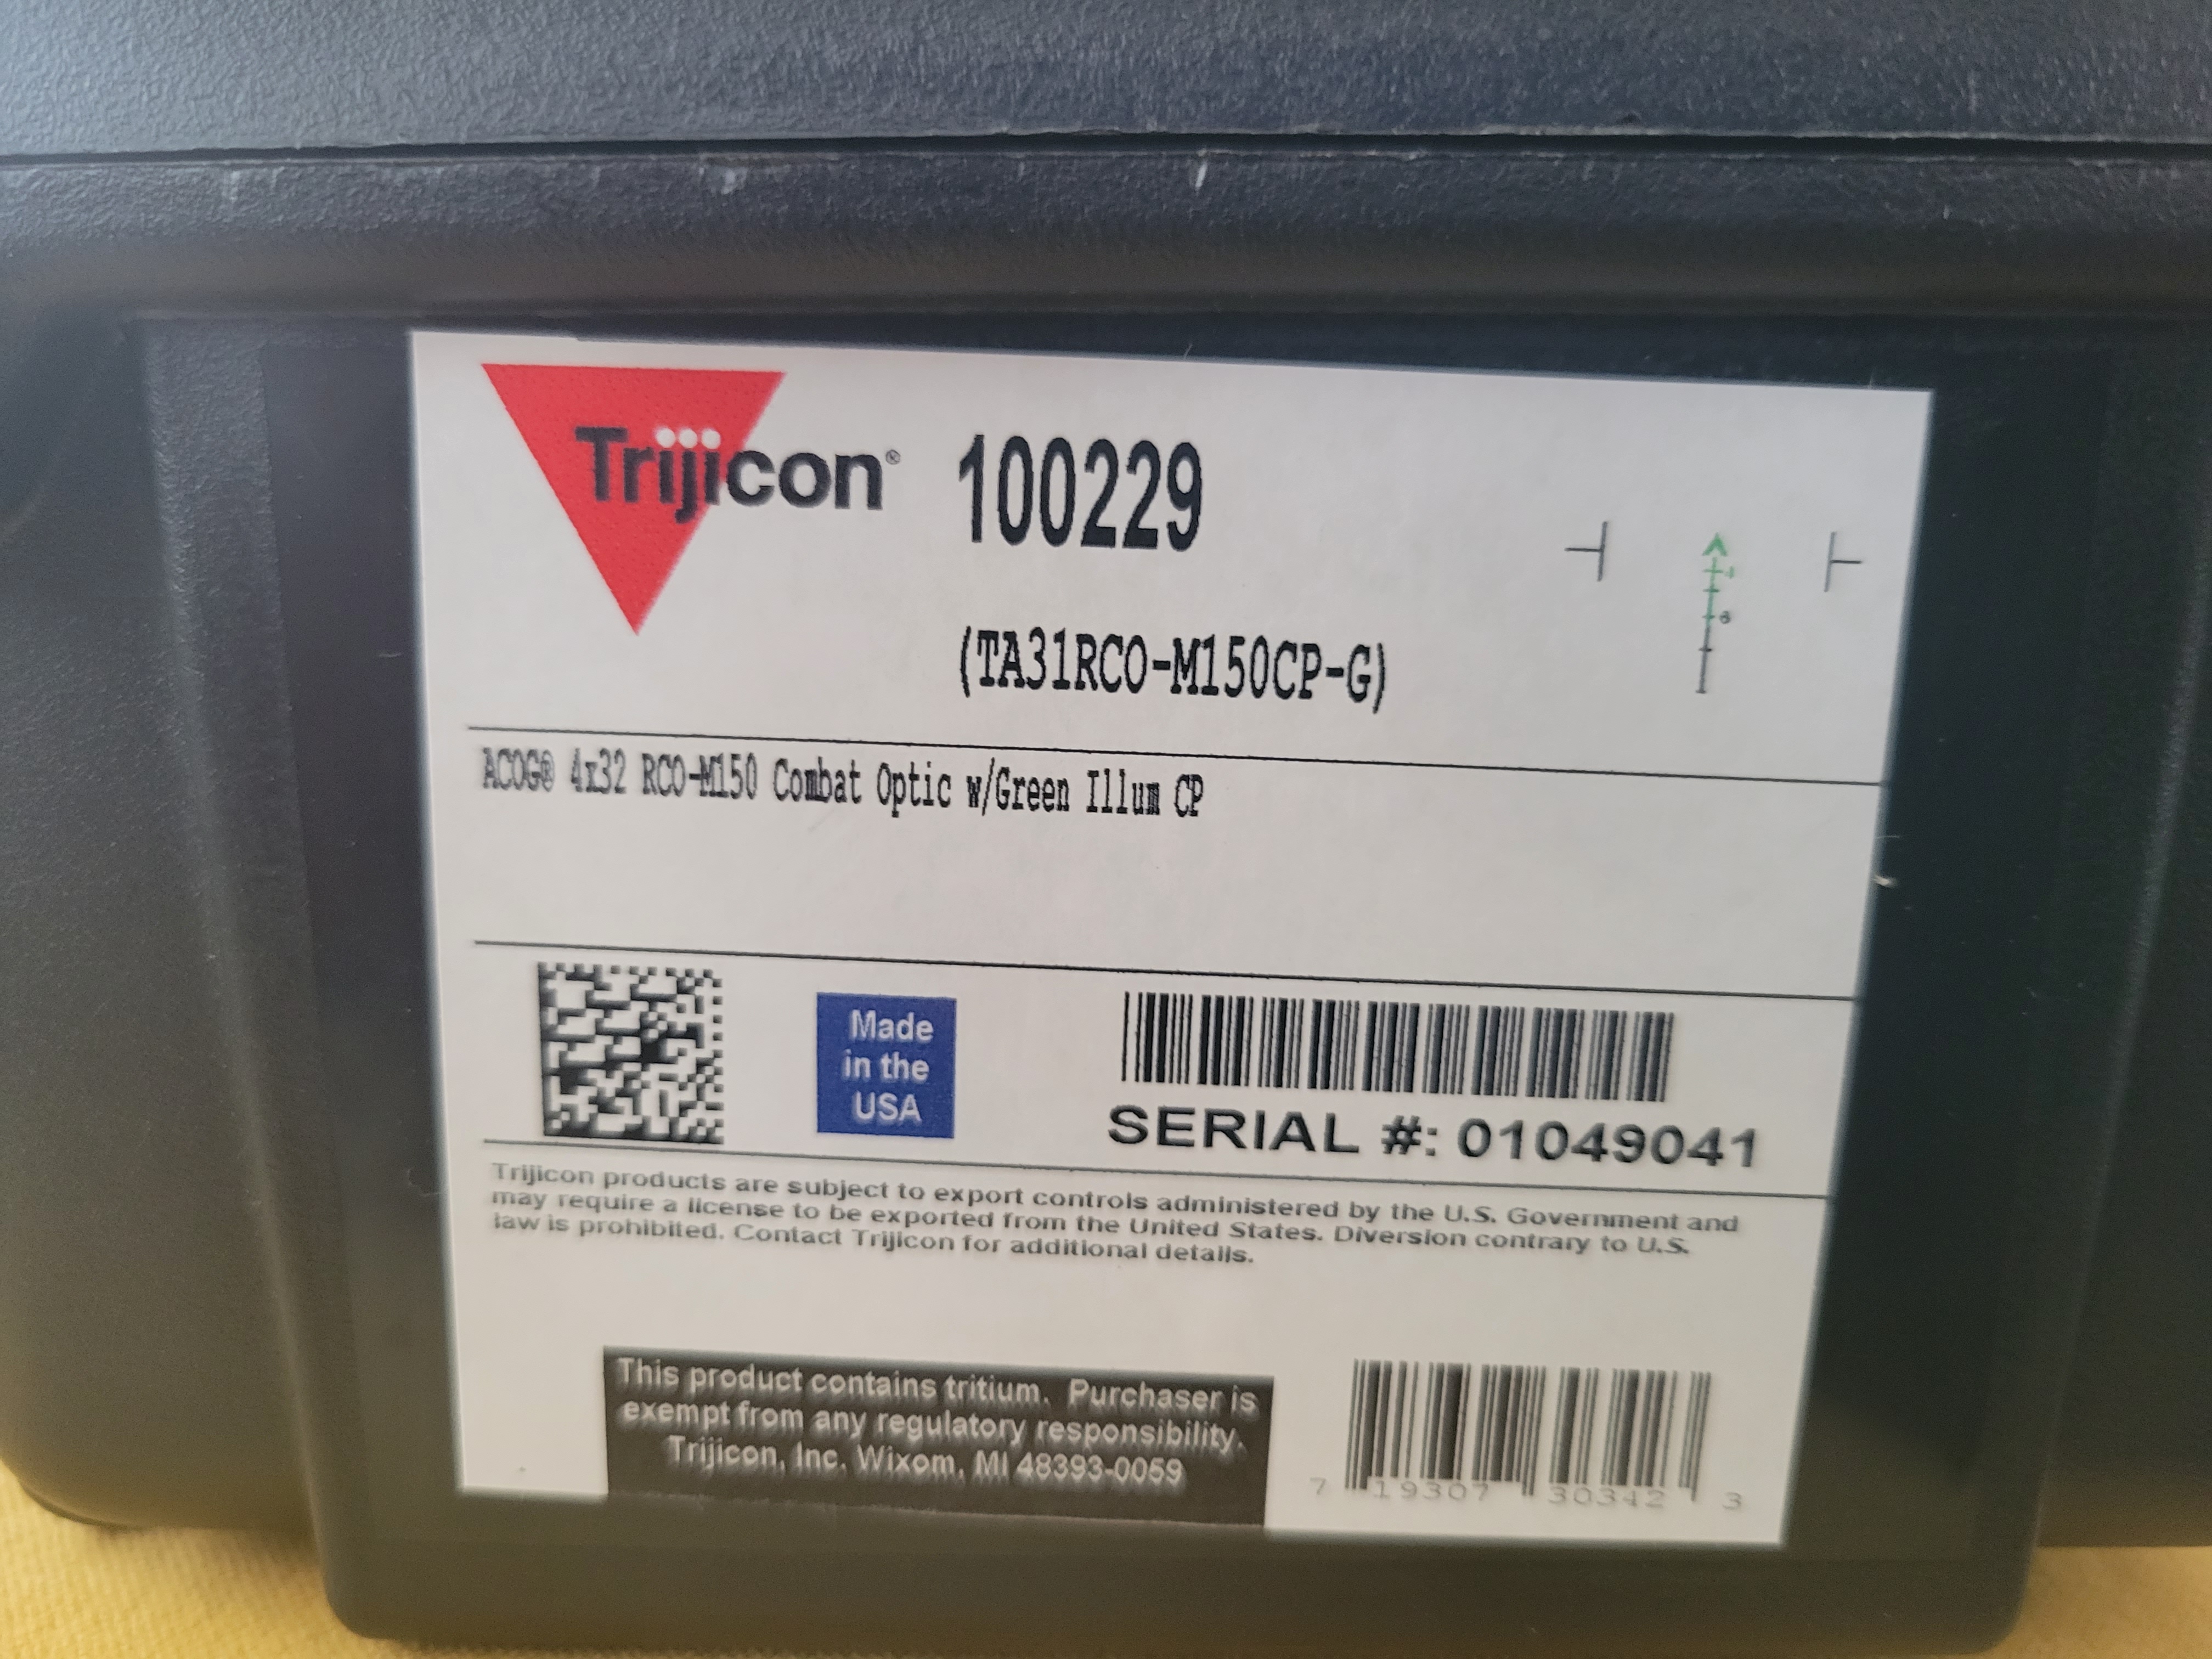 Trijicon® 100229
(TA31RCO-M150CP-G)
4
6
ACOG® 4x32 RCO-M150 Combat Optic w/Green Illum CP
Made
in the
USA
SERIAL #: 01049041
Trijicon products are subject to export controls administered by the U.S. Government and
may require a license to be exported from the United States. Diversion contrary to U.S.
law is prohibited. Contact Trijicon for additional details.
This product contains tritium. Purchaser is
exempt from any regulatory responsibility.
Trijicon, Inc. Wixom, MI 48393-0059
7 19307 30342 3